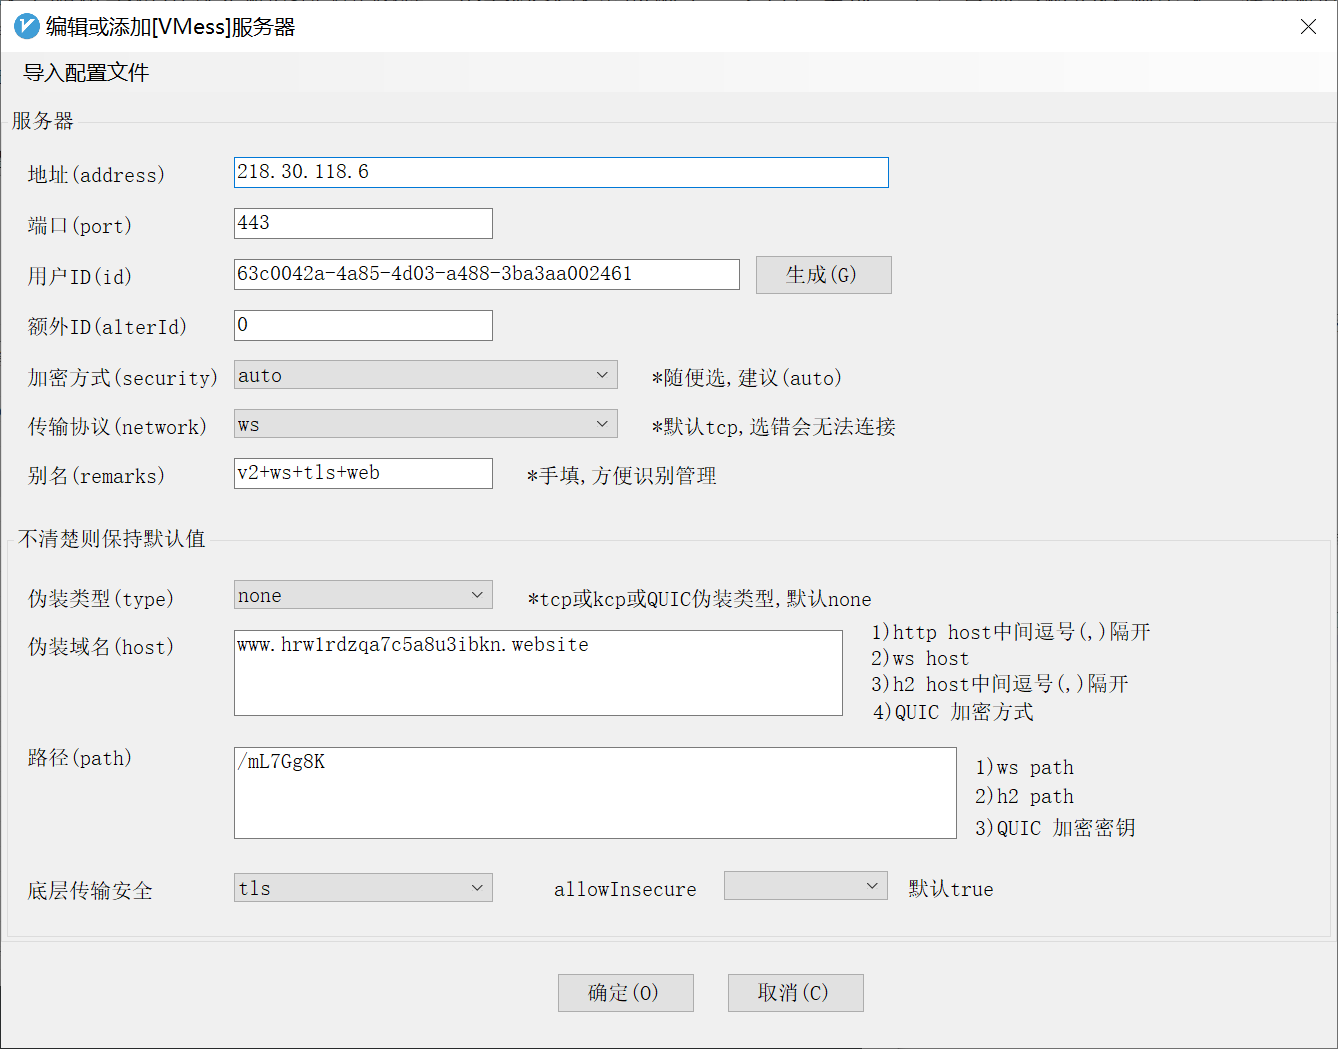 编辑或添加[VMess]服务器
导入配置文件
服务器
地址(address) 218.30.118.6
端口(port) 443
用户ID(id) 63c0042a-4a85-4d03-a488-3ba3aa002461 生成(G)
额外ID(alterId) 0
加密方式(security) auto *随便选,建议(auto)
传输协议(network) ws *默认tcp,选错会无法连接
别名(remarks) v2+ws+tls+web *手填,方便识别管理
不清楚则保持默认值
伪装类型(type) none *tcp或kcp或QUIC伪装类型,默认none
伪装域名(host) www.hrw1rdzqa7c5a8u3ibkn.website
1)http host中间逗号(,)隔开
2)ws host
3)h2 host中间逗号(,)隔开
4)QUIC 加密方式
路径(path) /mL7Gg8K
1)ws path
2)h2 path
3)QUIC 加密密钥
底层传输安全 tls allowInsecure 默认true
确定(O) 取消(C)